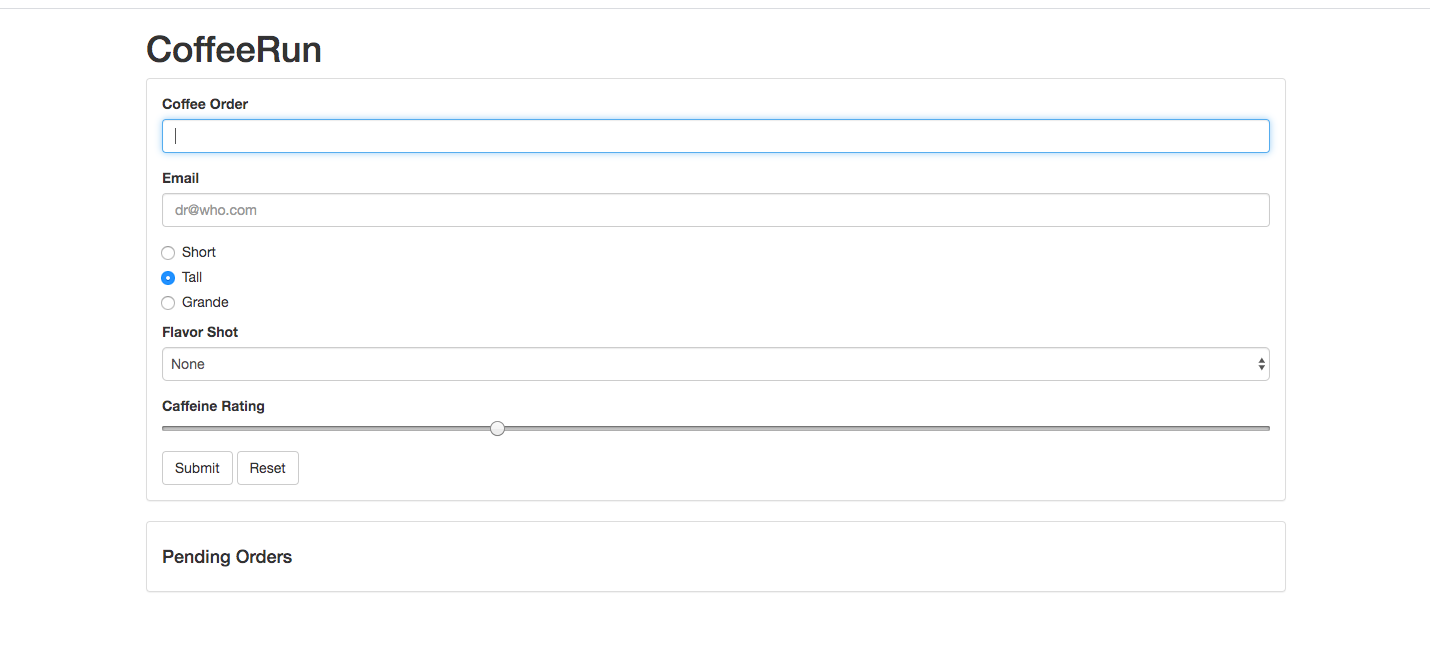 CoffeeRun
Coffee Order
Email
dr@who.com
Short
Tall
Grande
Flavor Shot
None
Caffeine Rating
Submit Reset
Pending Orders